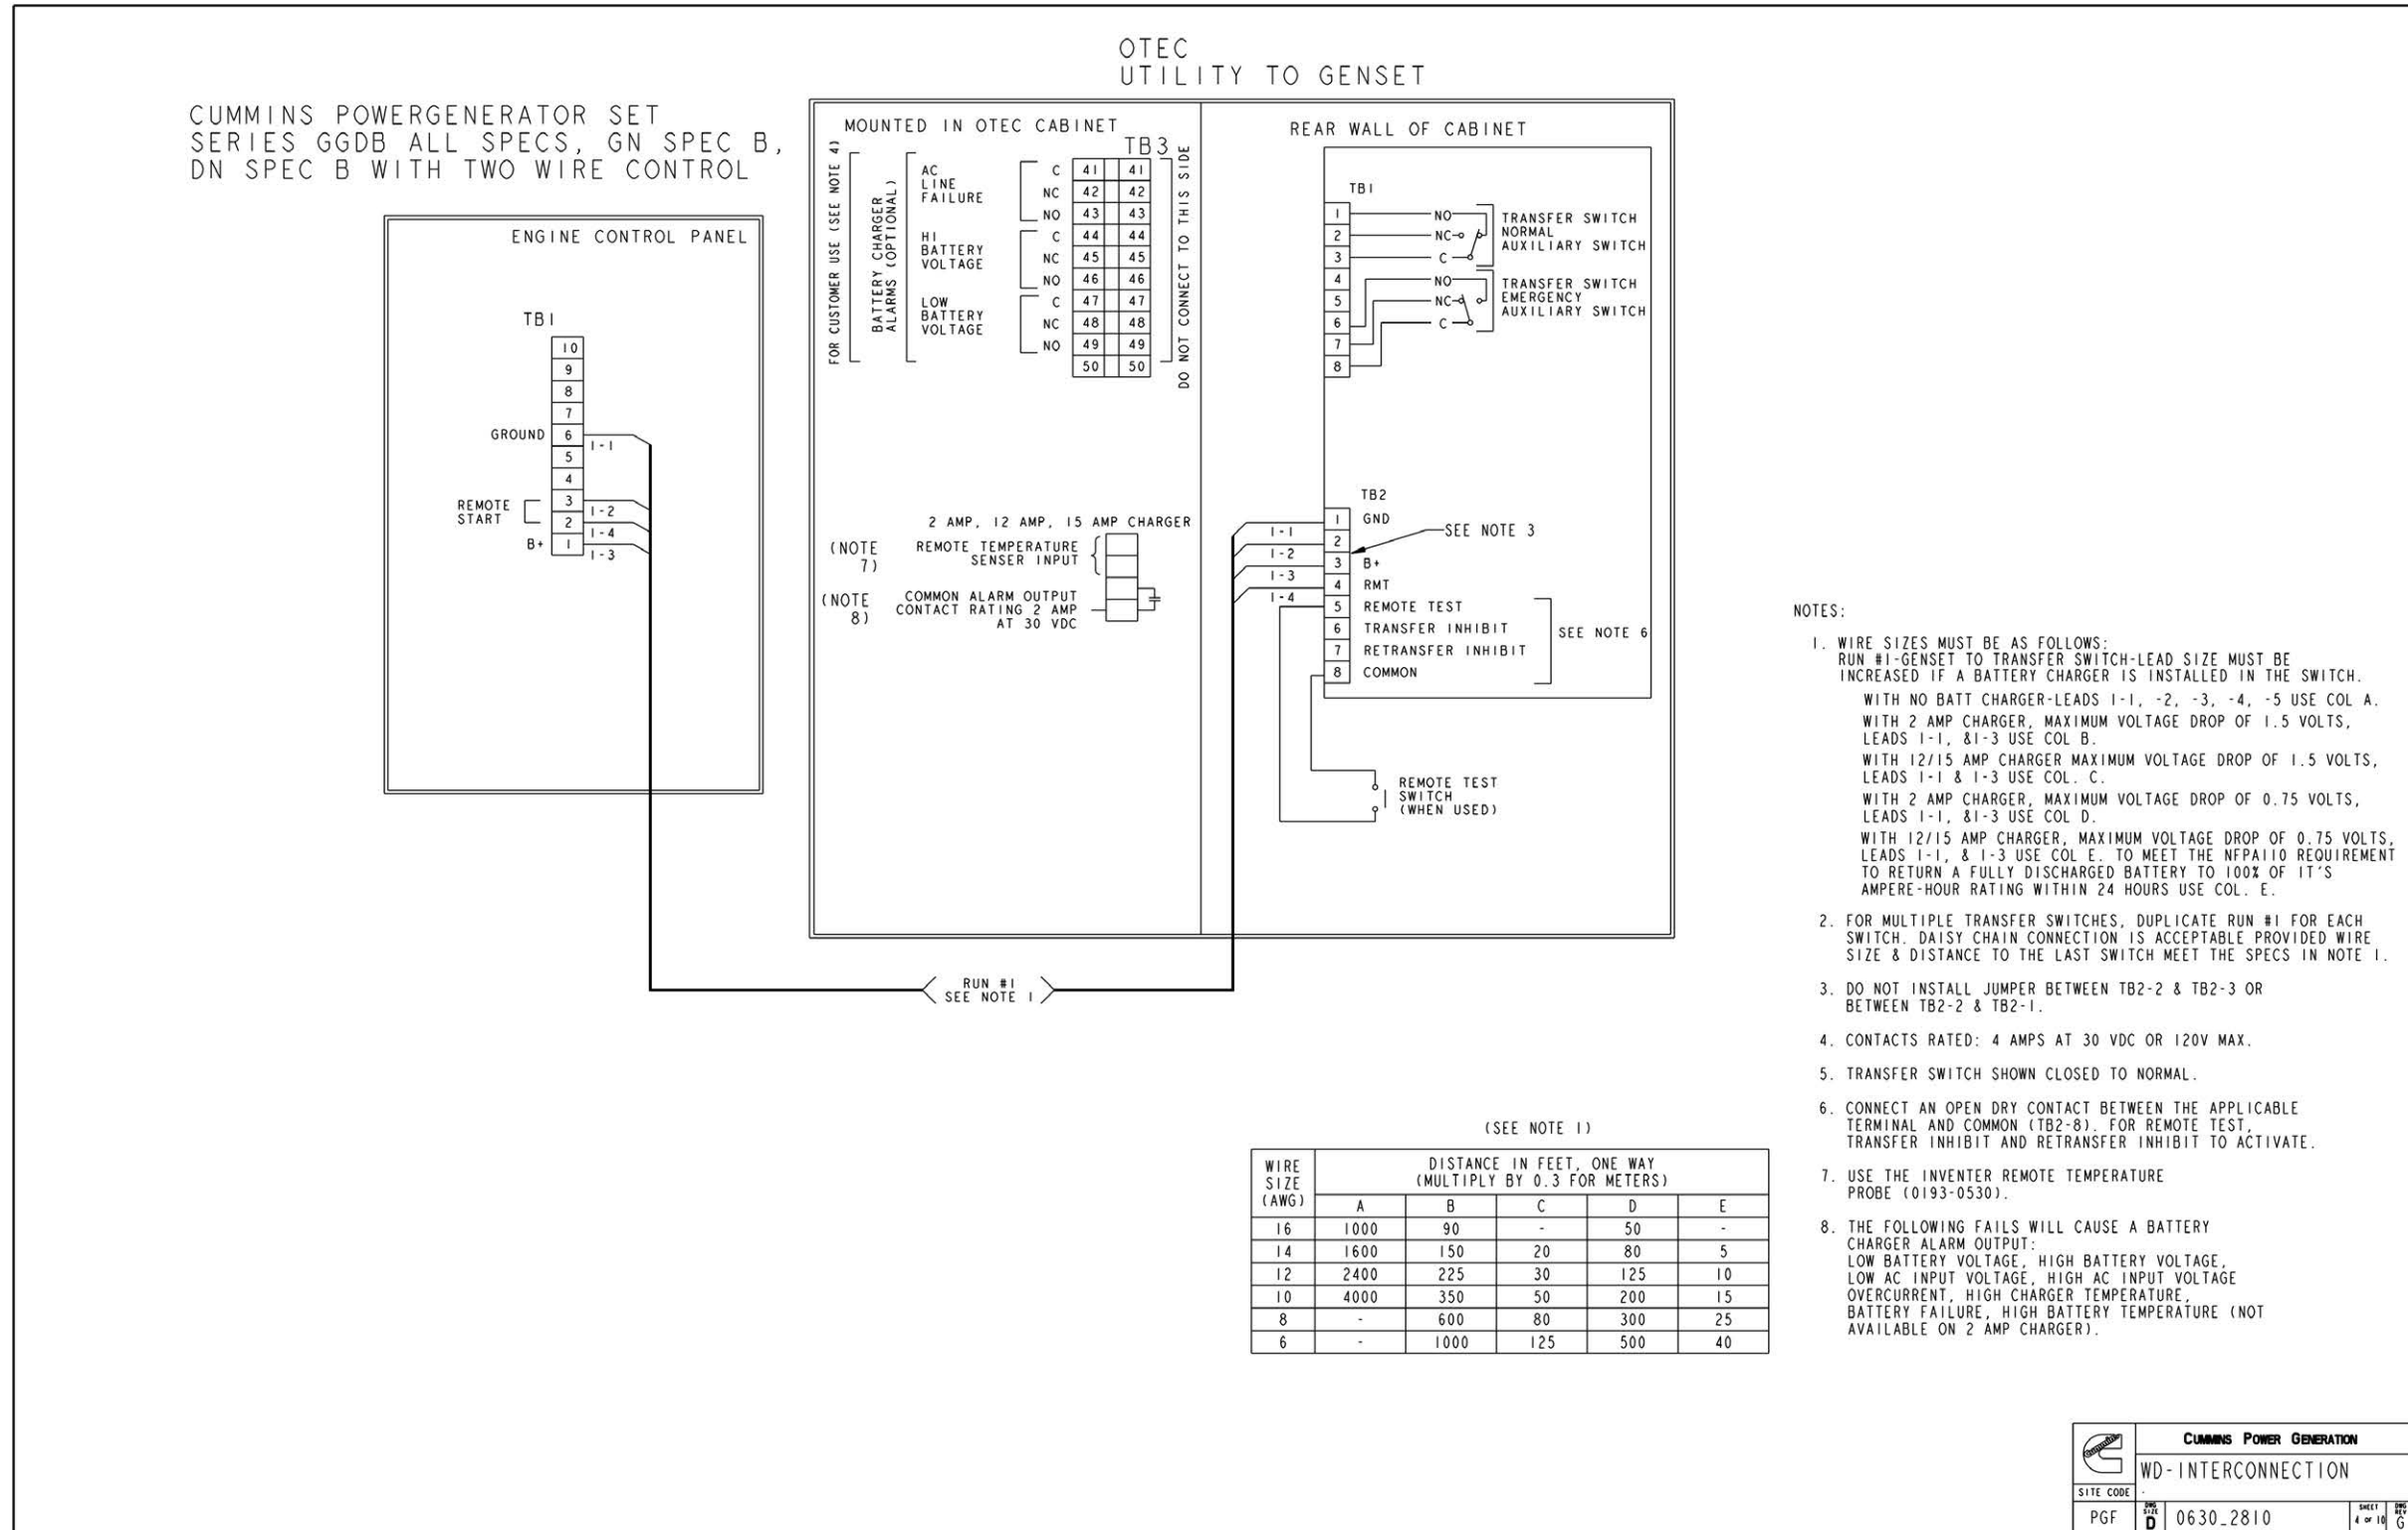 OTEC
UTILITY TO GENSET
CUMMINS POWERGENERATOR SET
SERIES GGDB ALL SPECS, GN SPEC B,
DN SPEC B WITH TWO WIRE CONTROL
ENGINE CONTROL PANEL
TB1
10
9
8
7
GROUND 6
1-1
5
4
REMOTE
START
3
1-2
2
1-4
B+ 1
1-3
MOUNTED IN OTEC CABINET
TB3
FOR CUSTOMER USE (SEE NOTE 4)
BATTERY CHARGER
ALARMS (OPTIONAL)
AC
LINE
FAILURE
C 41 41
NC 42 42
NO 43 43
HI
BATTERY
VOLTAGE
C 44 44
NC 45 45
NO 46 46
LOW
BATTERY
VOLTAGE
C 47 47
NC 48 48
NO 49 49
50 50
DO NOT CONNECT TO THIS SIDE
2 AMP, 12 AMP, 15 AMP CHARGER
(NOTE
7)
REMOTE TEMPERATURE
SENSER INPUT
(NOTE
8)
COMMON ALARM OUTPUT
CONTACT RATING 2 AMP
AT 30 VDC
REAR WALL OF CABINET
TB1
1 NO
2 NC
3 C
TRANSFER SWITCH
NORMAL
AUXILIARY SWITCH
4 NO
5 NC
6 C
7
8
TRANSFER SWITCH
EMERGENCY
AUXILIARY SWITCH
TB2
1-1 1 GND
1-2 2
SEE NOTE 3
1-3 3 B+
1-4 4 RMT
5 REMOTE TEST
6 TRANSFER INHIBIT
7 RETRANSFER INHIBIT
8 COMMON
SEE NOTE 6
REMOTE TEST
SWITCH
(WHEN USED)
RUN #1
SEE NOTE 1
(SEE NOTE 1)
WIRE
SIZE
(AWG)
DISTANCE IN FEET, ONE WAY
(MULTIPLY BY 0.3 FOR METERS)
A B C D E
16 1000 90 - 50 -
14 1600 150 20 80 5
12 2400 225 30 125 10
10 4000 350 50 200 15
8 - 600 80 300 25
6 - 1000 125 500 40
NOTES:
1. WIRE SIZES MUST BE AS FOLLOWS:
RUN #1-GENSET TO TRANSFER SWITCH-LEAD SIZE MUST BE
INCREASED IF A BATTERY CHARGER IS INSTALLED IN THE SWITCH.
WITH NO BATT CHARGER-LEADS 1-1, -2, -3, -4, -5 USE COL A.
WITH 2 AMP CHARGER, MAXIMUM VOLTAGE DROP OF 1.5 VOLTS,
LEADS 1-1, &1-3 USE COL B.
WITH 12/15 AMP CHARGER MAXIMUM VOLTAGE DROP OF 1.5 VOLTS,
LEADS 1-1 & 1-3 USE COL. C.
WITH 2 AMP CHARGER, MAXIMUM VOLTAGE DROP OF 0.75 VOLTS,
LEADS 1-1, &1-3 USE COL D.
WITH 12/15 AMP CHARGER, MAXIMUM VOLTAGE DROP OF 0.75 VOLTS,
LEADS 1-1, & 1-3 USE COL E. TO MEET THE NFPA110 REQUIREMENT
TO RETURN A FULLY DISCHARGED BATTERY TO 100% OF IT'S
AMPERE-HOUR RATING WITHIN 24 HOURS USE COL. E.
2. FOR MULTIPLE TRANSFER SWITCHES, DUPLICATE RUN #1 FOR EACH
SWITCH. DAISY CHAIN CONNECTION IS ACCEPTABLE PROVIDED WIRE
SIZE & DISTANCE TO THE LAST SWITCH MEET THE SPECS IN NOTE 1.
3. DO NOT INSTALL JUMPER BETWEEN TB2-2 & TB2-3 OR
BETWEEN TB2-2 & TB2-1.
4. CONTACTS RATED: 4 AMPS AT 30 VDC OR 120V MAX.
5. TRANSFER SWITCH SHOWN CLOSED TO NORMAL.
6. CONNECT AN OPEN DRY CONTACT BETWEEN THE APPLICABLE
TERMINAL AND COMMON (TB2-8). FOR REMOTE TEST,
TRANSFER INHIBIT AND RETRANSFER INHIBIT TO ACTIVATE.
7. USE THE INVENTER REMOTE TEMPERATURE
PROBE (0193-0530).
8. THE FOLLOWING FAILS WILL CAUSE A BATTERY
CHARGER ALARM OUTPUT:
LOW BATTERY VOLTAGE, HIGH BATTERY VOLTAGE,
LOW AC INPUT VOLTAGE, HIGH AC INPUT VOLTAGE
OVERCURRENT, HIGH CHARGER TEMPERATURE,
BATTERY FAILURE, HIGH BATTERY TEMPERATURE (NOT
AVAILABLE ON 2 AMP CHARGER).
Cummins
CUMMINS POWER GENERATION
WD-INTERCONNECTION
SITE CODE -
PGF
DWG
SIZE
D
0630_2810
SHEET
4 OF 10
DWG
REV
G